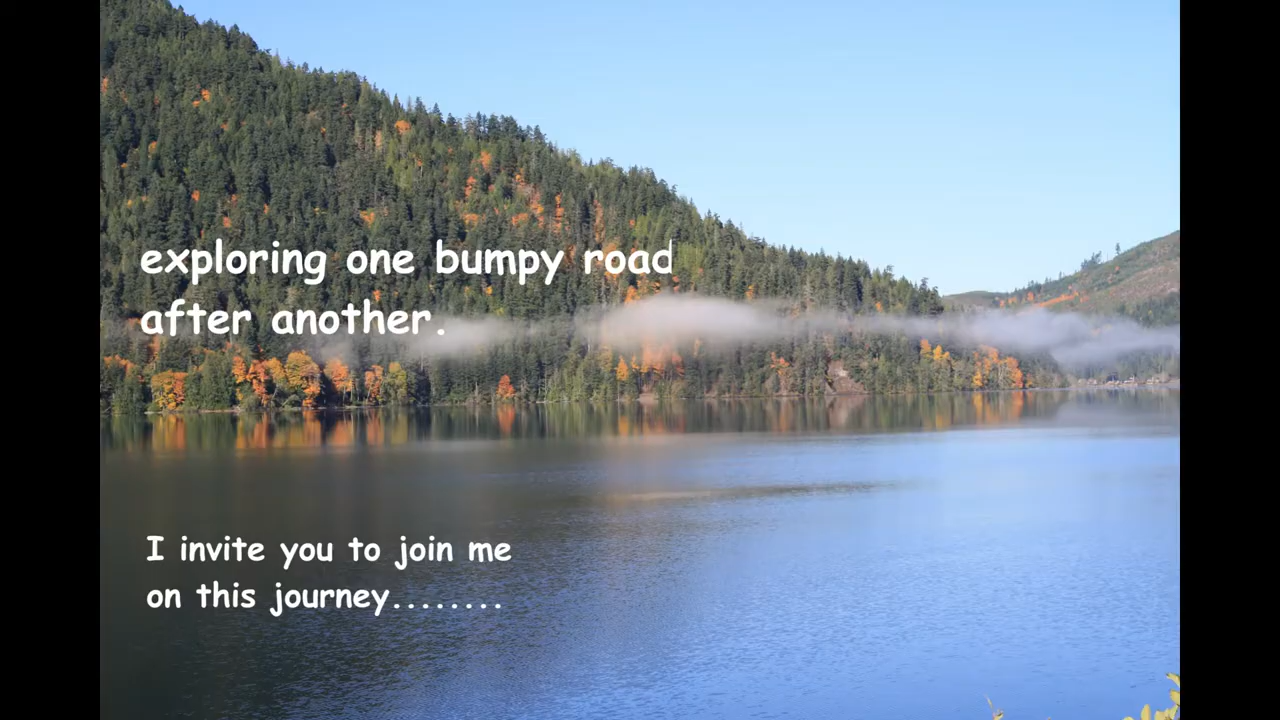 exploring one bumpy road
after another.
I invite you to join me
on this journey........